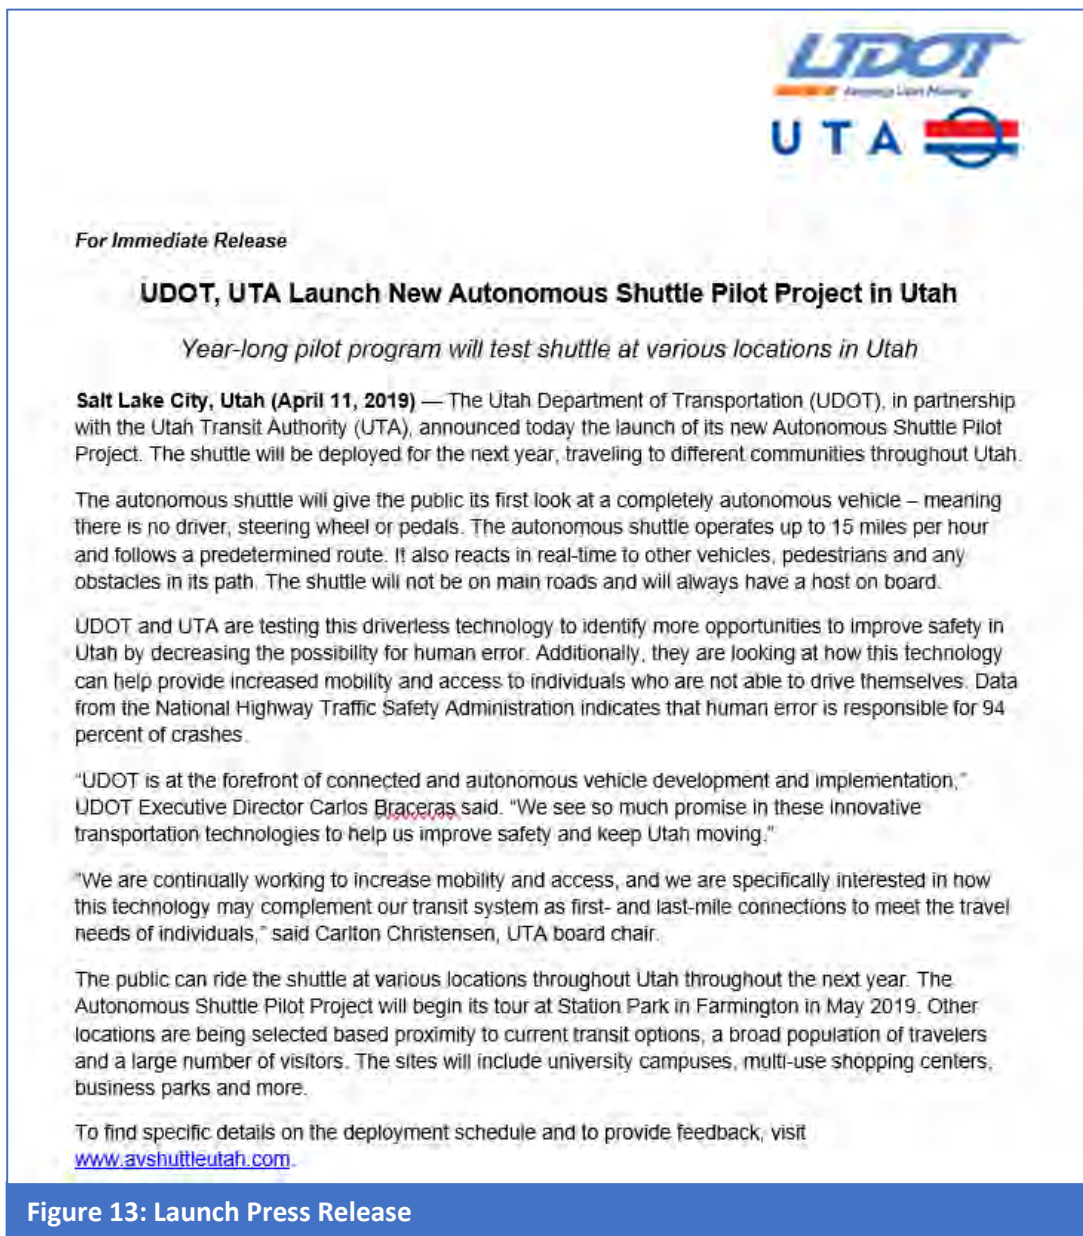 UDOT
Keeping Utah Moving
UTA
For Immediate Release
UDOT, UTA Launch New Autonomous Shuttle Pilot Project in Utah
Year-long pilot program will test shuttle at various locations in Utah
Salt Lake City, Utah (April 11, 2019) — The Utah Department of Transportation (UDOT), in partnership
with the Utah Transit Authority (UTA), announced today the launch of its new Autonomous Shuttle Pilot
Project. The shuttle will be deployed for the next year, traveling to different communities throughout Utah.
The autonomous shuttle will give the public its first look at a completely autonomous vehicle – meaning
there is no driver, steering wheel or pedals. The autonomous shuttle operates up to 15 miles per hour
and follows a predetermined route. It also reacts in real-time to other vehicles, pedestrians and any
obstacles in its path. The shuttle will not be on main roads and will always have a host on board.
UDOT and UTA are testing this driverless technology to identify more opportunities to improve safety in
Utah by decreasing the possibility for human error. Additionally, they are looking at how this technology
can help provide increased mobility and access to individuals who are not able to drive themselves. Data
from the National Highway Traffic Safety Administration indicates that human error is responsible for 94
percent of crashes.
“UDOT is at the forefront of connected and autonomous vehicle development and implementation,”
UDOT Executive Director Carlos Braceras said. “We see so much promise in these innovative
transportation technologies to help us improve safety and keep Utah moving.”
“We are continually working to increase mobility and access, and we are specifically interested in how
this technology may complement our transit system as first- and last-mile connections to meet the travel
needs of individuals,” said Carlton Christensen, UTA board chair.
The public can ride the shuttle at various locations throughout Utah throughout the next year. The
Autonomous Shuttle Pilot Project will begin its tour at Station Park in Farmington in May 2019. Other
locations are being selected based proximity to current transit options, a broad population of travelers
and a large number of visitors. The sites will include university campuses, multi-use shopping centers,
business parks and more.
To find specific details on the deployment schedule and to provide feedback, visit
www.avshuttleutah.com.
Figure 13: Launch Press Release